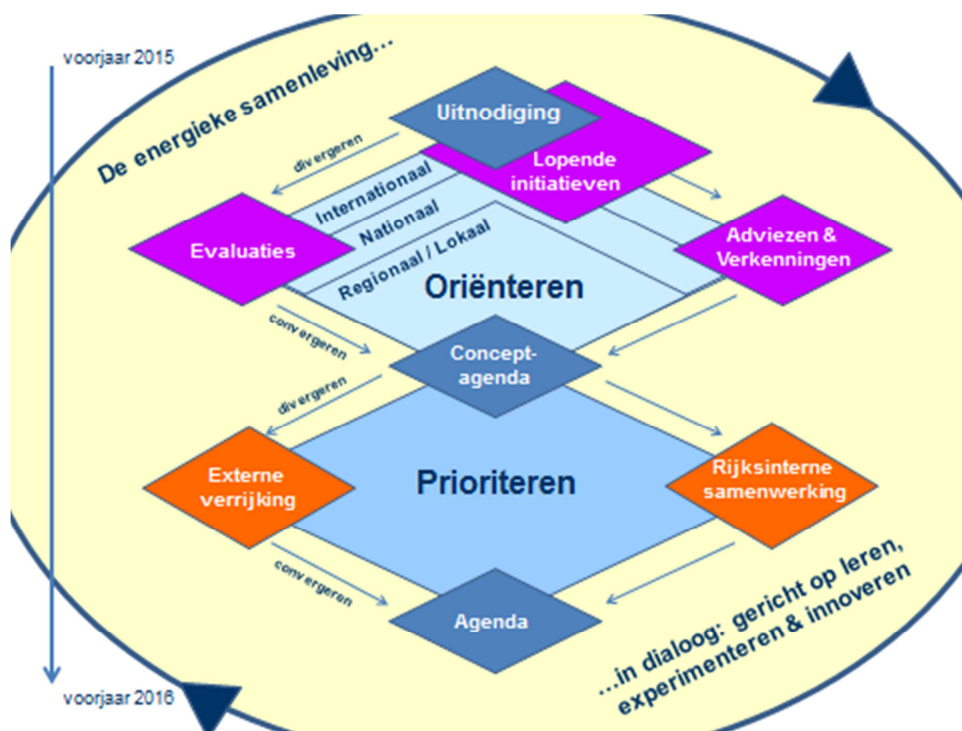 voorjaar 2015
De energieke samenleving...
Uitnodiging
divergeren
Lopende
initiatieven
Internationaal
Nationaal
Regionaal / Lokaal
Evaluaties
Adviezen &
Verkenningen
Oriënteren
convergeren
Concept-
agenda
divergeren
Externe
verrijking
Prioriteren
Rijksinterne
samenwerking
convergeren
Agenda
...in dialoog: gericht op leren,
experimenteren & innoveren
voorjaar 2016